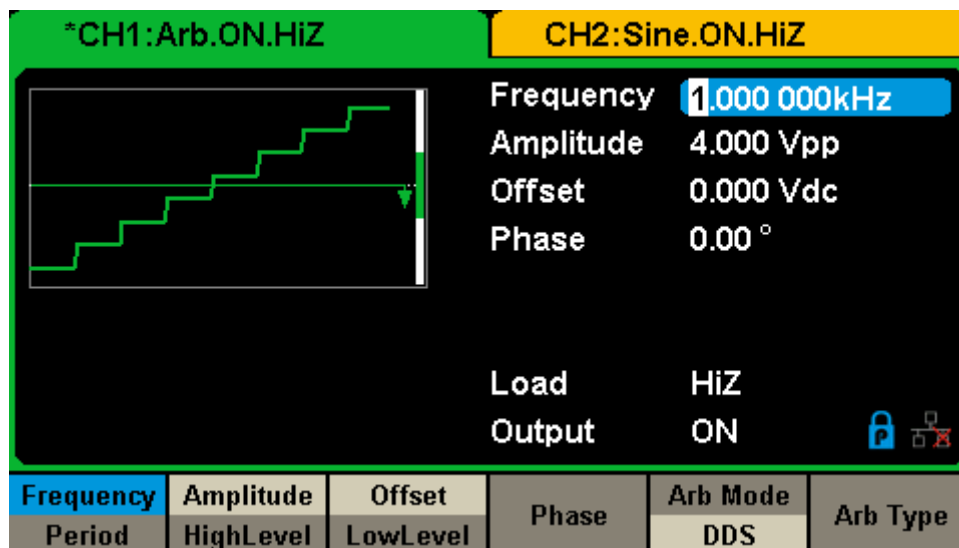 *CH1:Arb.ON.HiZ
CH2:Sine.ON.HiZ
Frequency 1.000 000kHz
Amplitude 4.000 Vpp
Offset 0.000 Vdc
Phase 0.00 °
Load HiZ
Output ON
P
Frequency Amplitude Offset Phase Arb Mode Arb Type
Period HighLevel LowLevel DDS